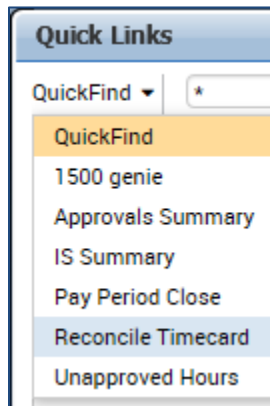 Quick Links
QuickFind *
QuickFind
1500 genie
Approvals Summary
IS Summary
Pay Period Close
Reconcile Timecard
Unapproved Hours